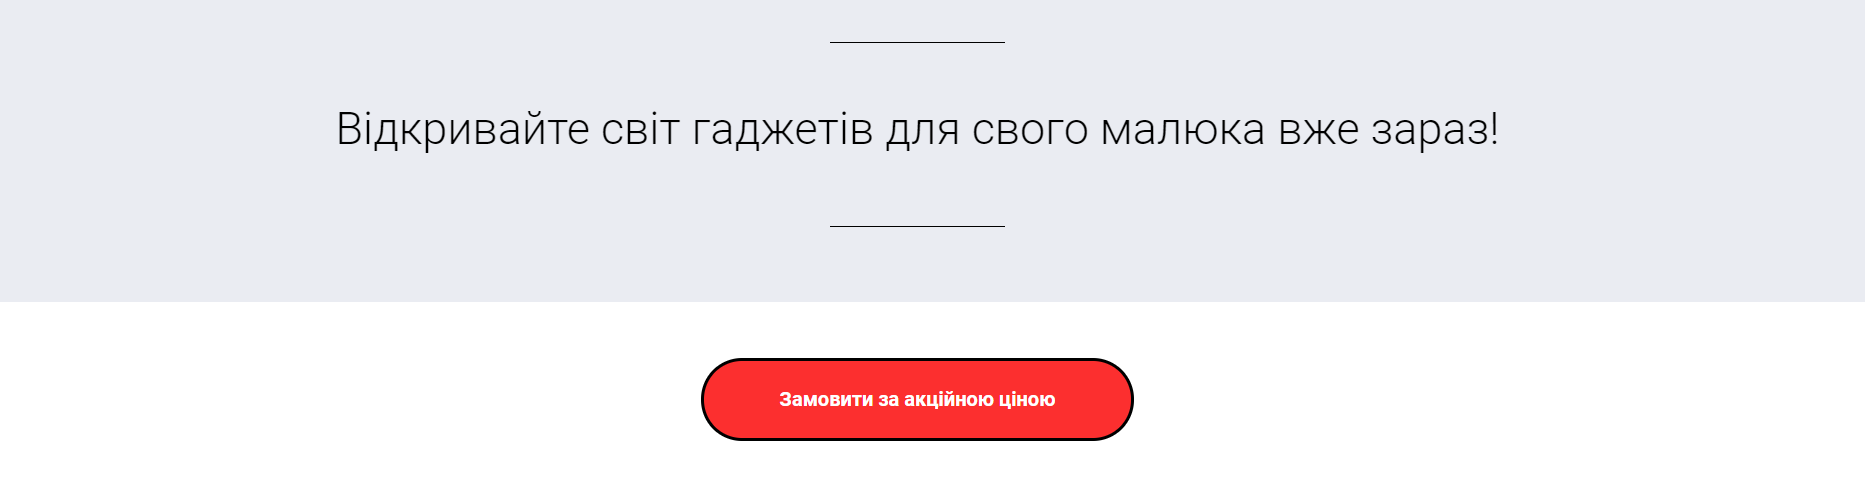 Відкривайте світ гаджетів для свого малюка вже зараз!
Замовити за акційною ціною